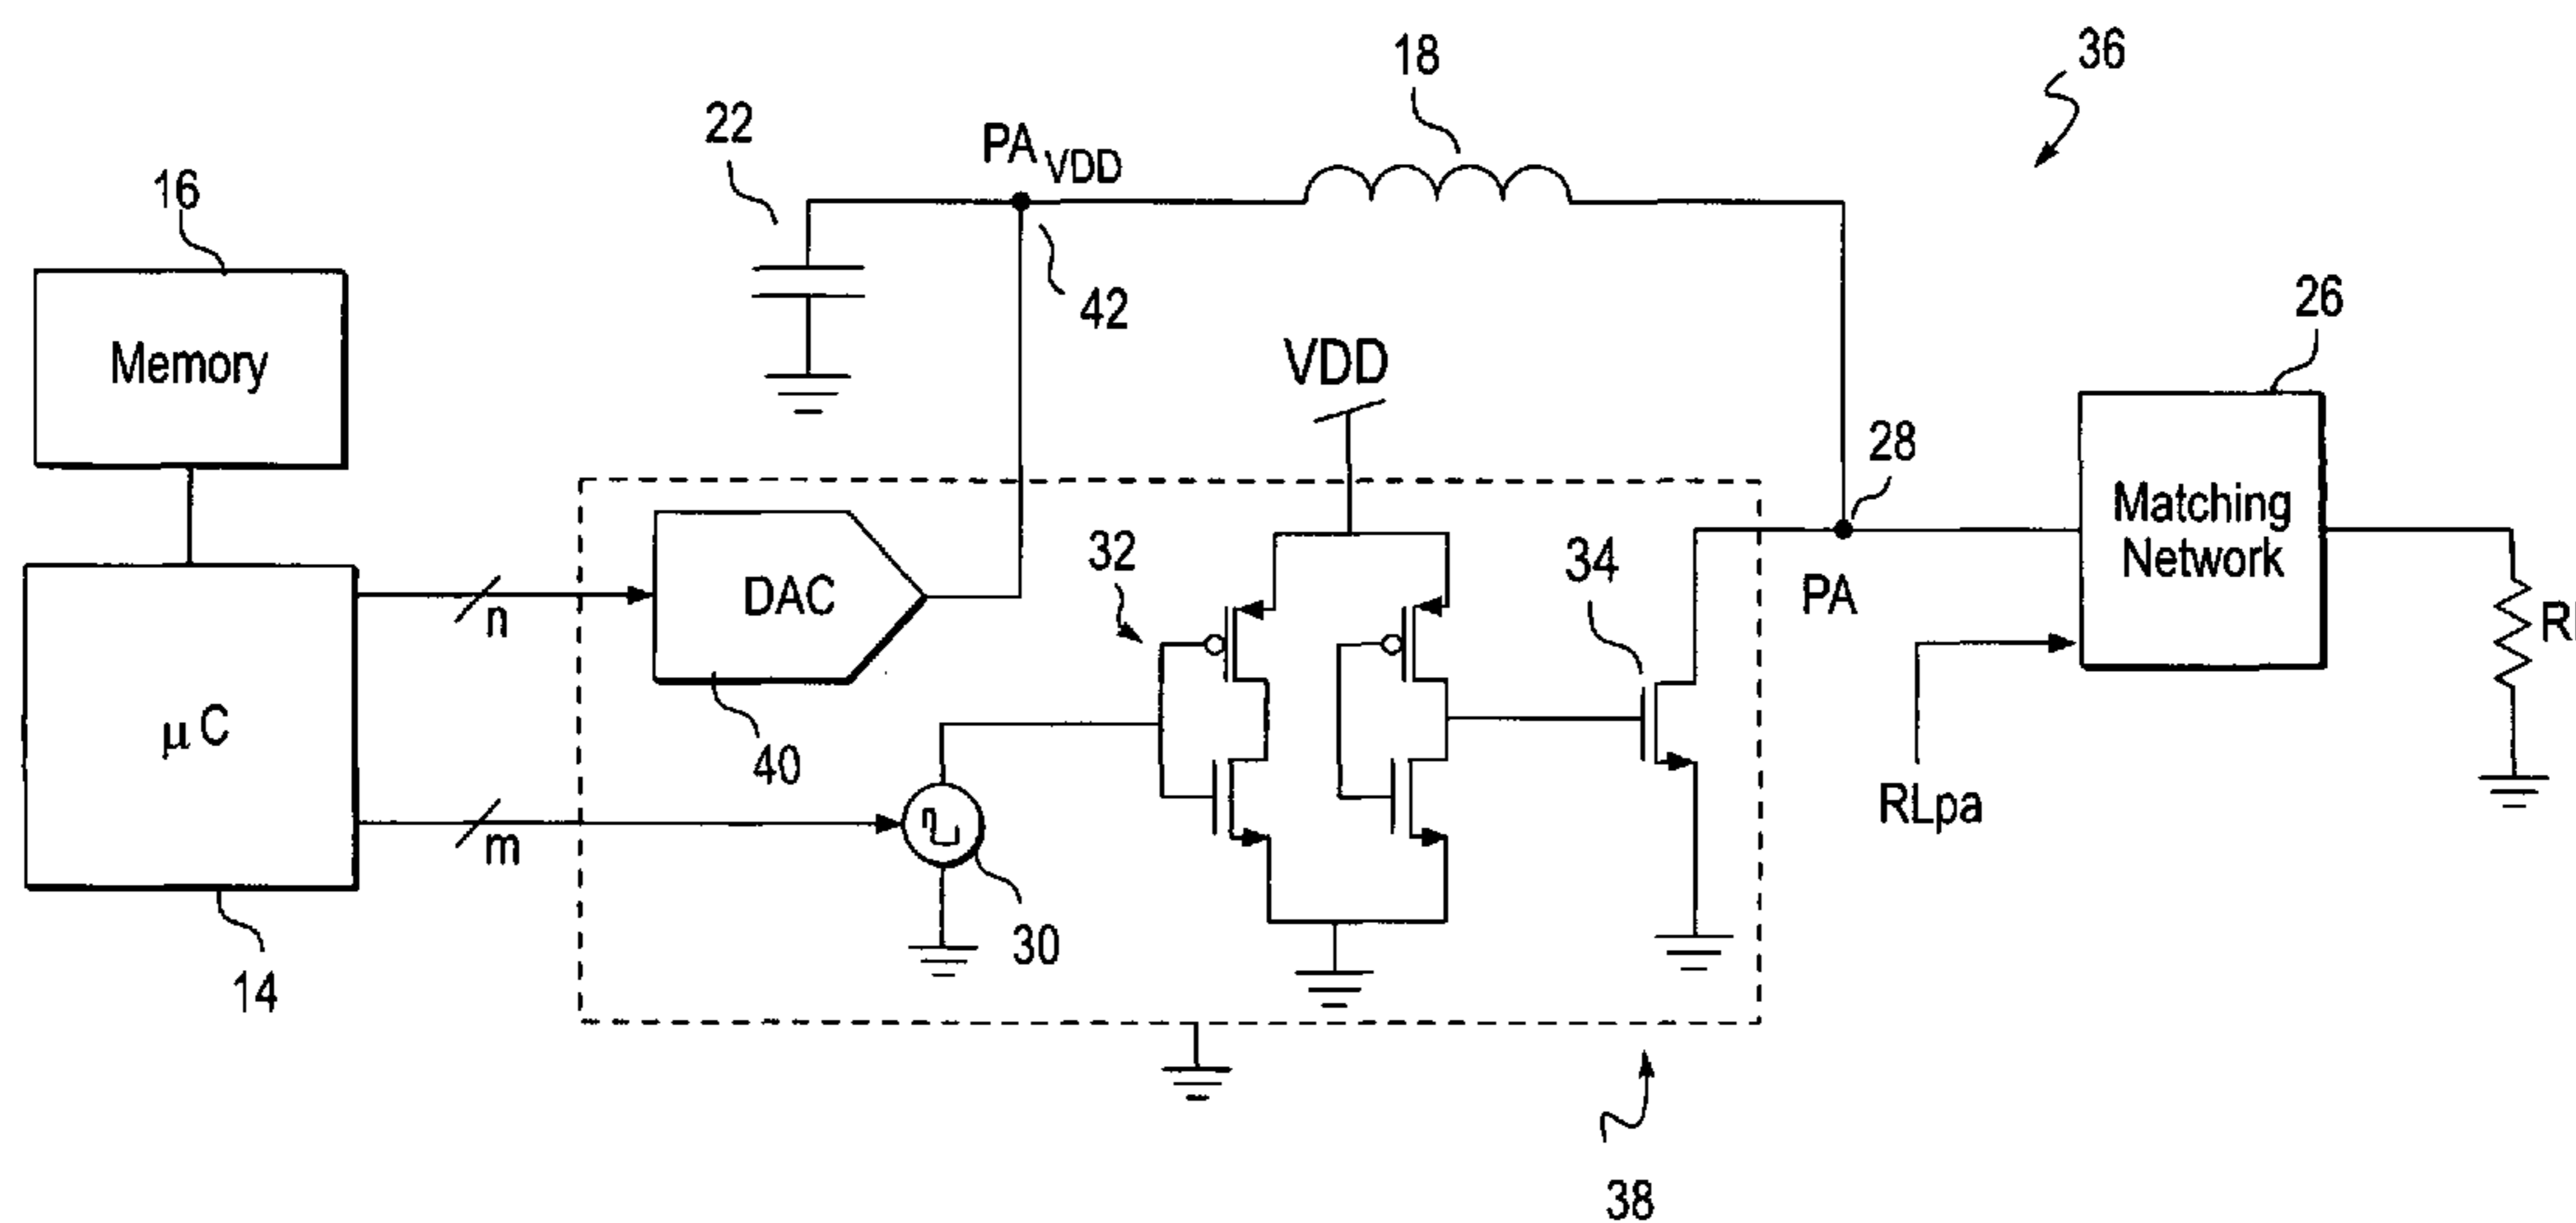 36
18
22
PA VDD
16
42
26
VDD
Memory
28
32
34
Matching
Network
DAC
n
PA
R
μC
40
RLpa
m
30
14
38